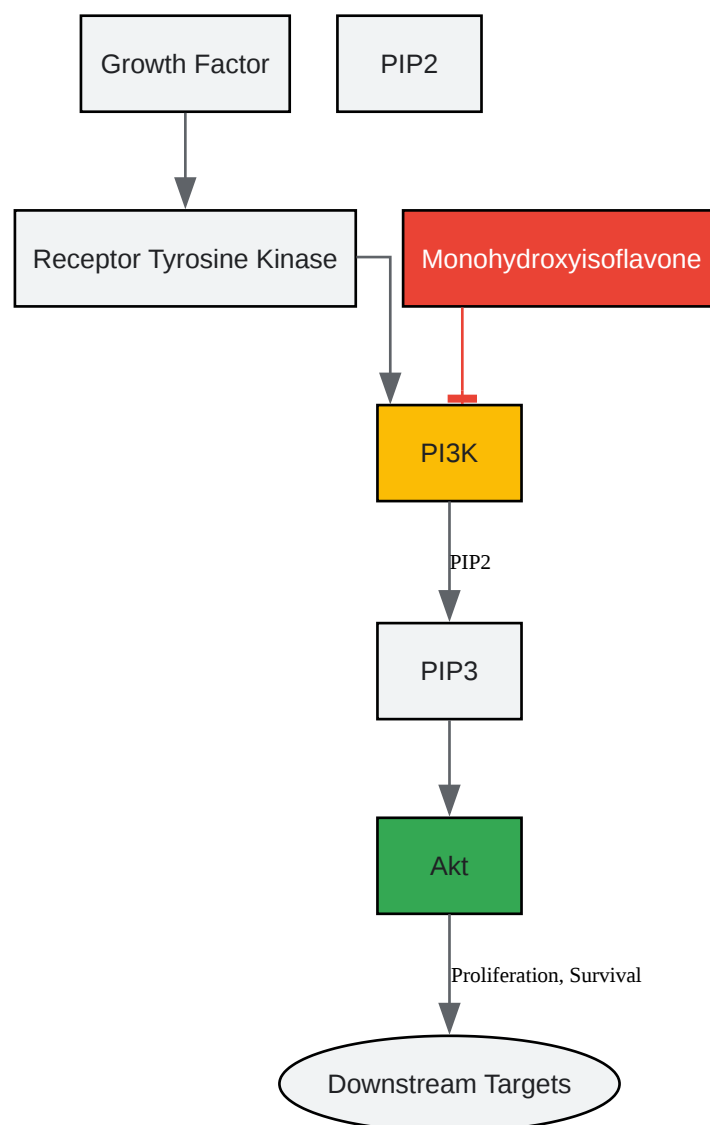 Growth Factor
PIP2
Receptor Tyrosine Kinase
Monohydroxyisoflavone
PI3K
PIP2
PIP3
Akt
Proliferation, Survival
Downstream Targets